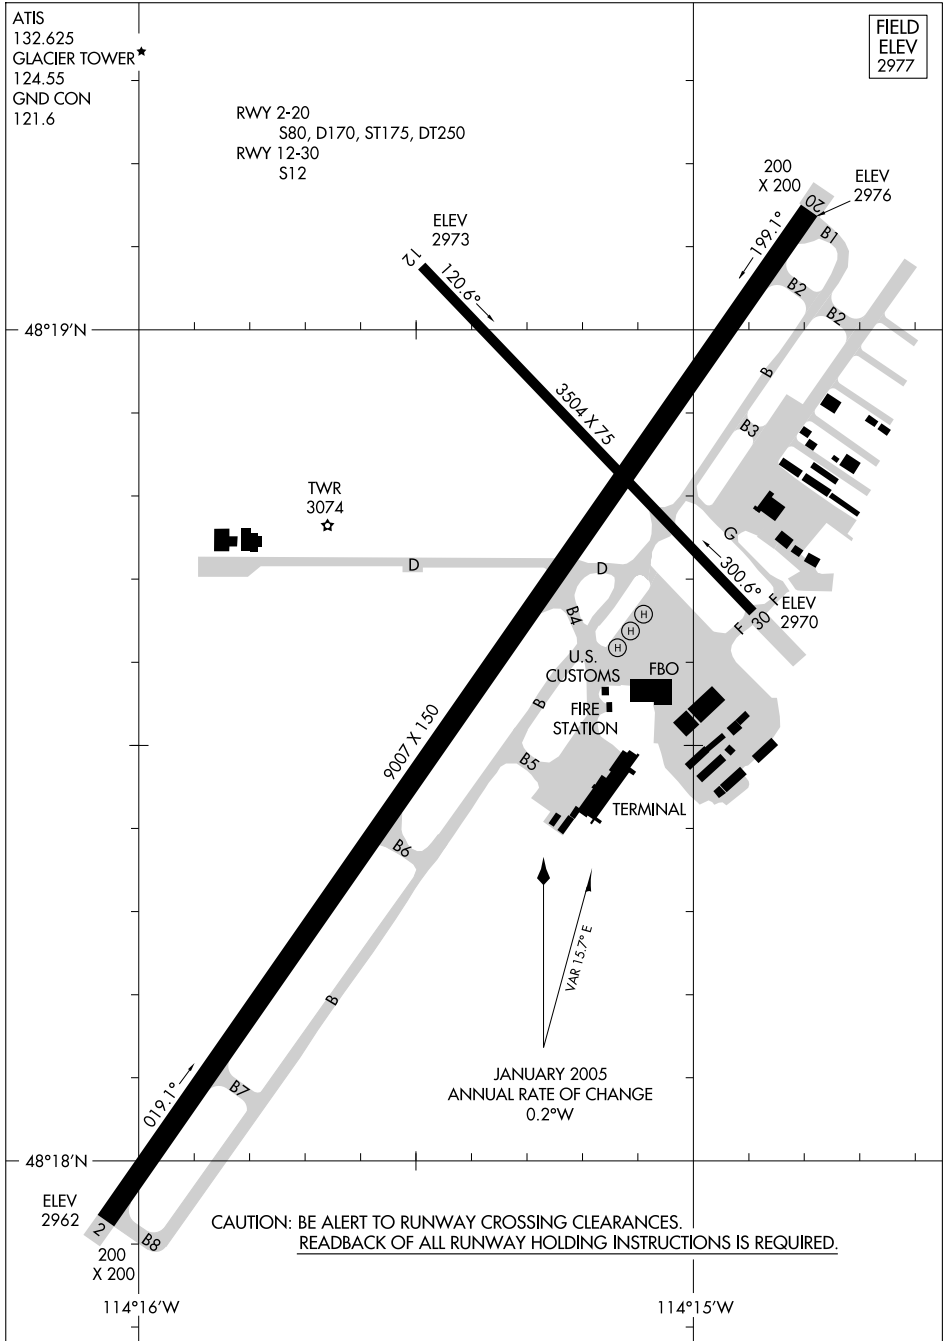 ATIS
132.625
GLACIER TOWER★
124.55
GND CON
121.6
FIELD
ELEV
2977
RWY 2-20
S80, D170, ST175, DT250
RWY 12-30
S12
200
X 200
ELEV
2976
20
199.1°
B1
ELEV
2973
12
120.6°
B2
B2
48°19'N
B
3504 X 75
B3
TWR
3074
G
D
D
300.6°
F
ELEV
2970
30
F
B4
H
H
H
U.S.
CUSTOMS
FBO
B
FIRE
STATION
9007 X 150
B5
TERMINAL
B6
VAR 15.7° E
B
JANUARY 2005
ANNUAL RATE OF CHANGE
0.2°W
019.1°
B7
48°18'N
ELEV
2962
2
B8
200
X 200
CAUTION: BE ALERT TO RUNWAY CROSSING CLEARANCES.
READBACK OF ALL RUNWAY HOLDING INSTRUCTIONS IS REQUIRED.
114°16'W
114°15'W